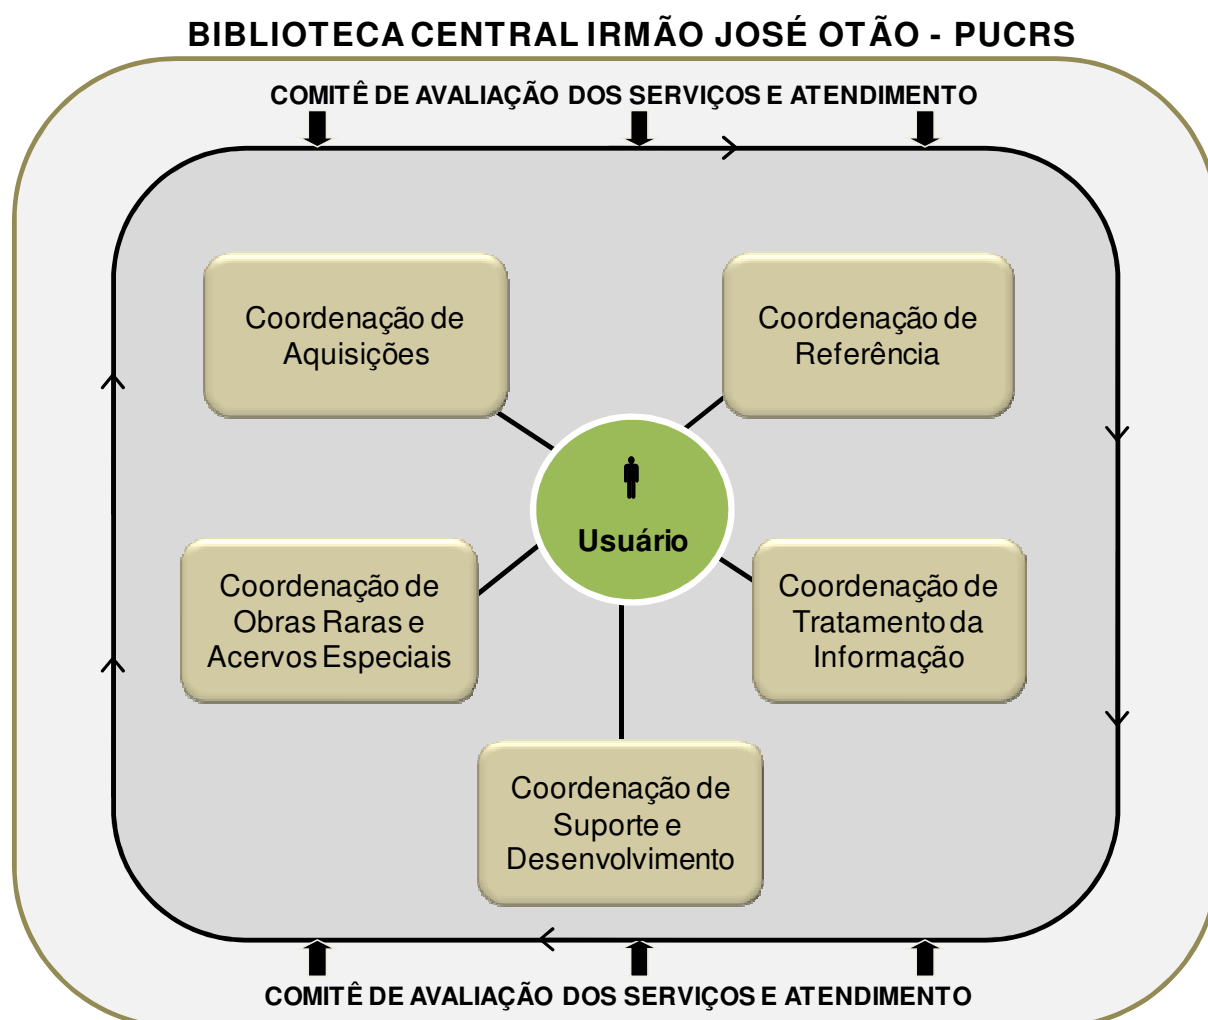 BIBLIOTECA CENTRAL IRMÃO JOSÉ OTÃO - PUCRS
COMITÊ DE AVALIAÇÃO DOS SERVIÇOS E ATENDIMENTO
Coordenação de
Aquisições
Coordenação de
Referência
Usuário
Coordenação de
Obras Raras e
Acervos Especiais
Coordenação de
Tratamento da
Informação
Coordenação de
Suporte e
Desenvolvimento
COMITÊ DE AVALIAÇÃO DOS SERVIÇOS E ATENDIMENTO